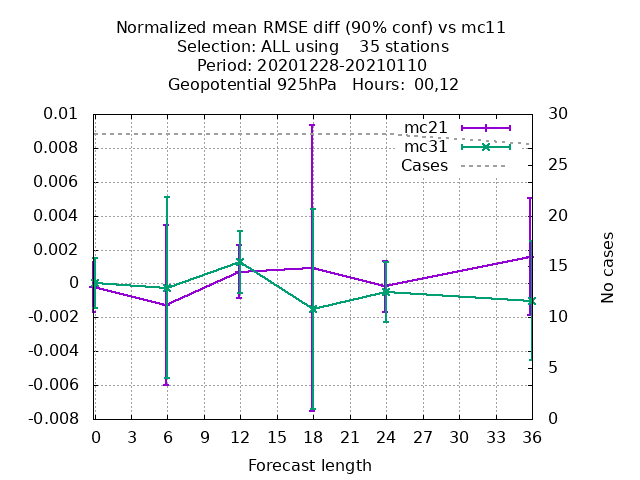 Normalized mean RMSE diff (90% conf) vs mc11
Selection: ALL using    35 stations
Period: 20201228-20210110
Geopotential 925hPa   Hours: 00,12
0.01
0.008
0.006
0.004
0.002
0
-0.002
-0.004
-0.006
-0.008
mc21
mc31
Cases
30
25
20
15
10
5
0
No cases
0 3 6 9 12 15 18 21 24 27 30 33 36
Forecast length